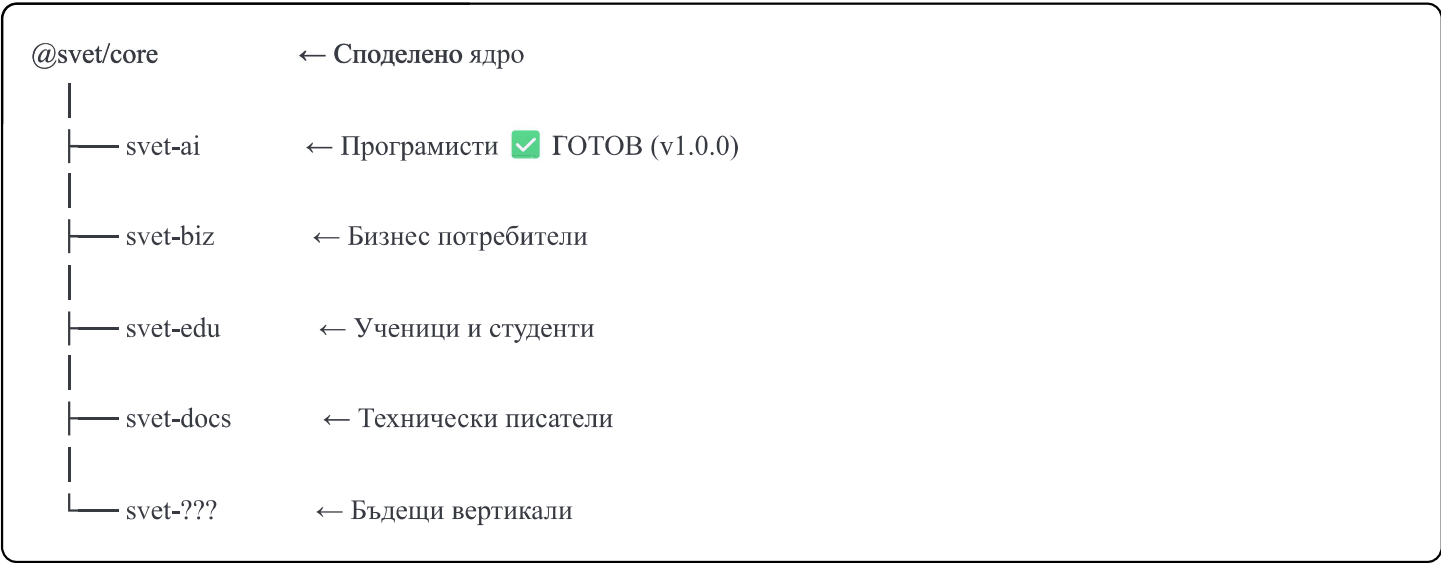 @svet/core ← Споделено ядро
│
├── svet-ai ← Програмисти ✅ ГОТОВ (v1.0.0)
│
├── svet-biz ← Бизнес потребители
│
├── svet-edu ← Ученици и студенти
│
├── svet-docs ← Технически писатели
│
└── svet-??? ← Бъдещи вертикали